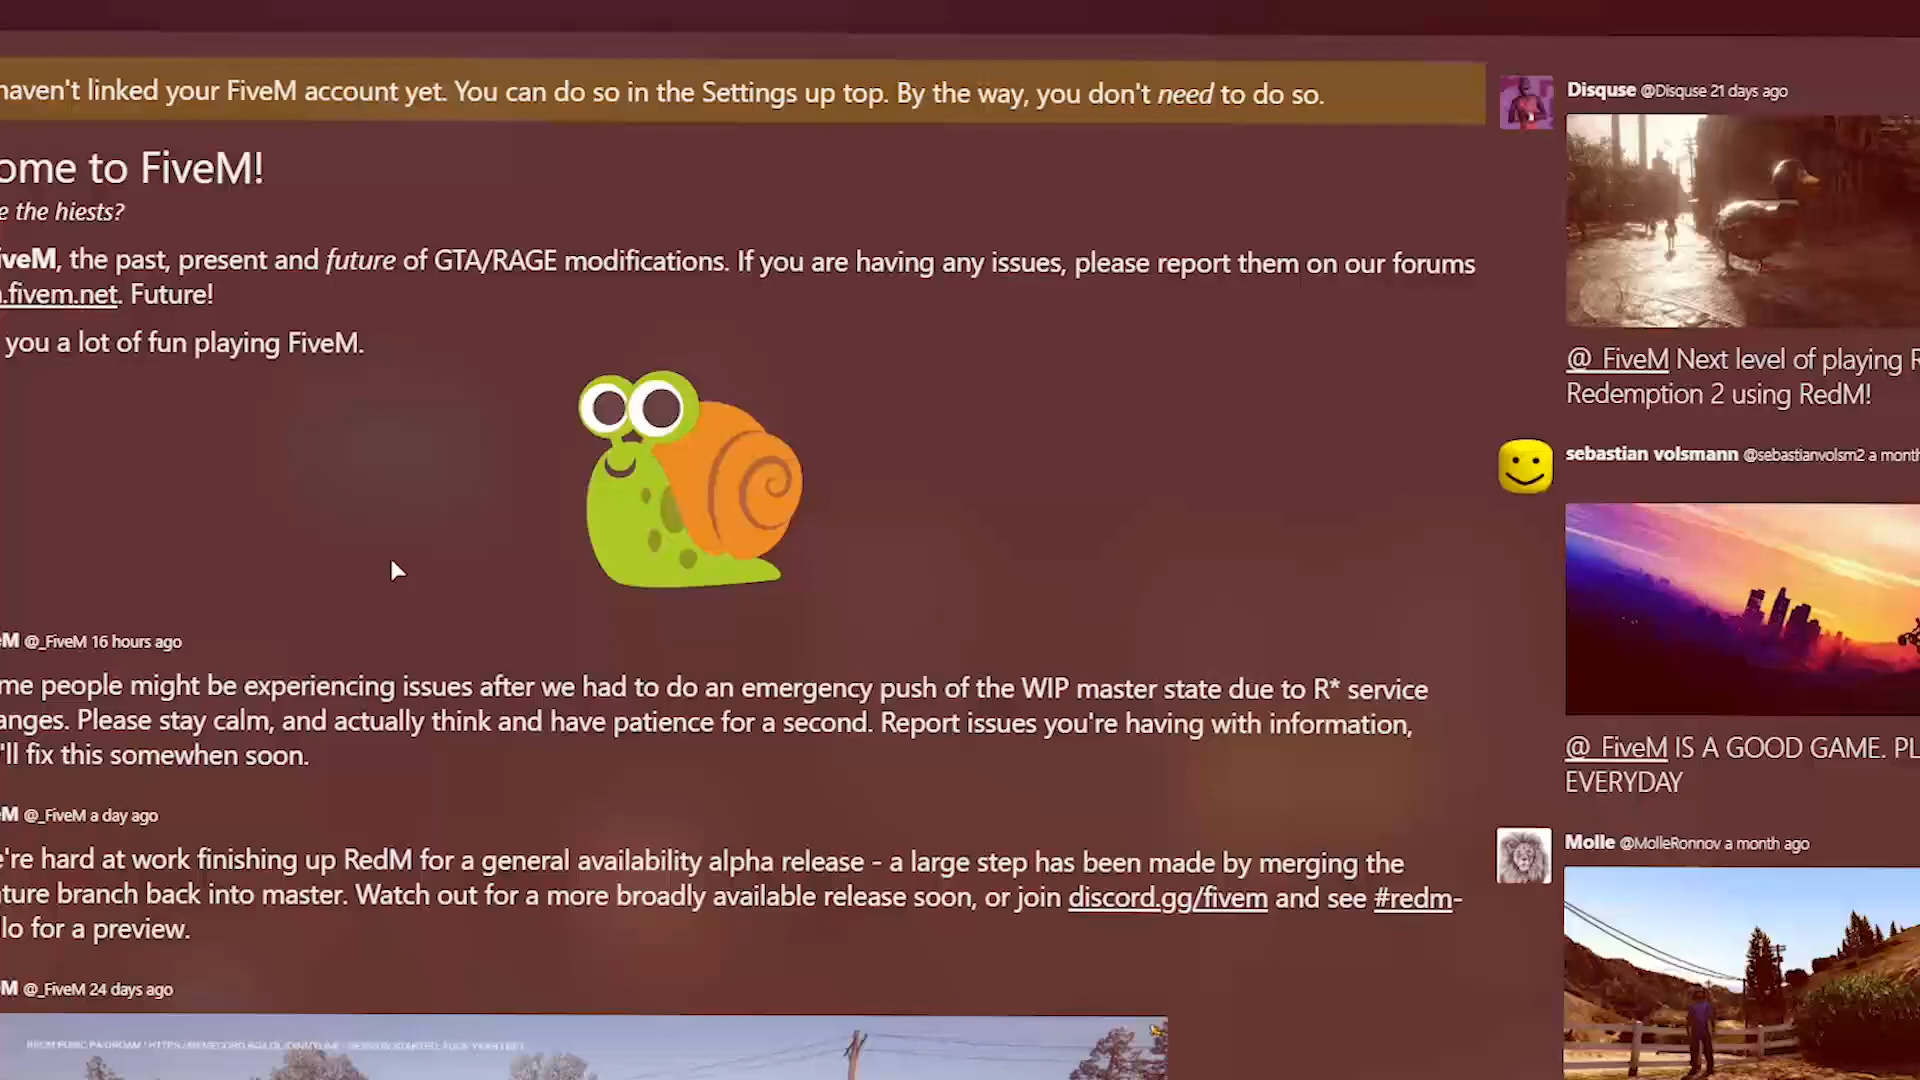 haven't linked your FiveM account yet. You can do so in the Settings up top. By the way, you don't need to do so.
ome to FiveM!
e the hiests?
iveM, the past, present and future of GTA/RAGE modifications. If you are having any issues, please report them on our forums
.fivem.net. Future!
you a lot of fun playing FiveM.
M @_FiveM 16 hours ago
me people might be experiencing issues after we had to do an emergency push of the WIP master state due to R* service
anges. Please stay calm, and actually think and have patience for a second. Report issues you're having with information,
'll fix this somewhen soon.
M @_FiveM a day ago
e're hard at work finishing up RedM for a general availability alpha release - a large step has been made by merging the
ture branch back into master. Watch out for a more broadly available release soon, or join discord.gg/fivem and see #redm-
lo for a preview.
M @_FiveM 24 days ago
Disquse @Disquse 21 days ago
@_FiveM Next level of playing R
Redemption 2 using RedM!
sebastian volsmann @sebastianvolsm2 a month
@_FiveM IS A GOOD GAME. PL
EVERYDAY
Molle @MolleRonnov a month ago